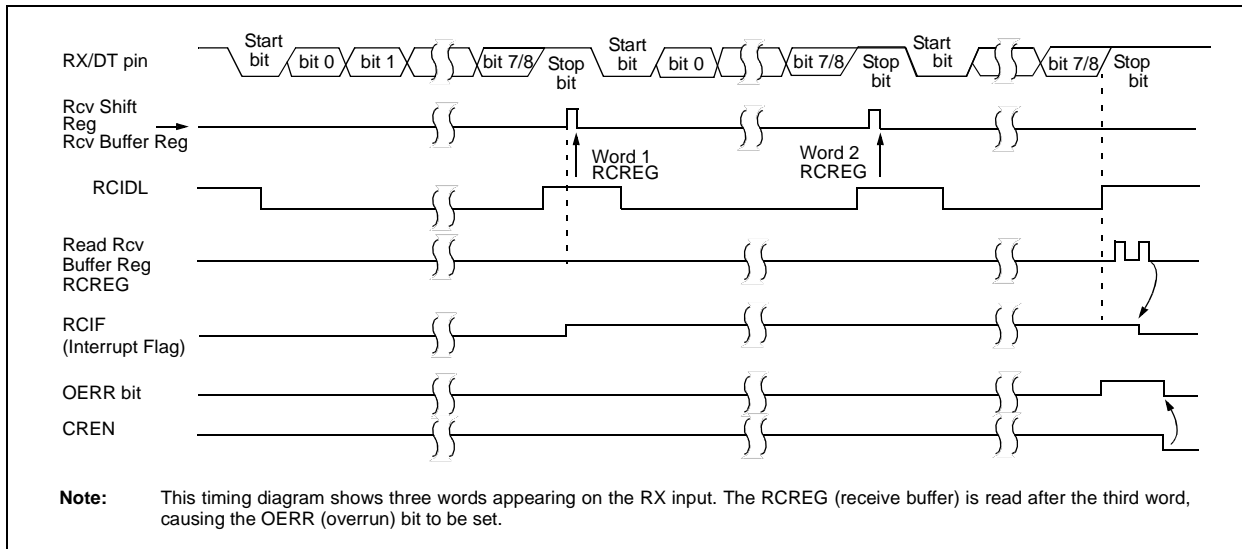 Start
bit
bit 0
bit 1
bit 7/8
Stop
bit
Start
bit
bit 0
bit 7/8
Stop
bit
Start
bit
bit 7/8
Stop
bit
RX/DT pin
Rcv Shift
Reg
Rcv Buffer Reg
Word 1
RCREG
Word 2
RCREG
RCIDL
Read Rcv
Buffer Reg
RCREG
RCIF
(Interrupt Flag)
OERR bit
CREN
Note: This timing diagram shows three words appearing on the RX input. The RCREG (receive buffer) is read after the third word,
causing the OERR (overrun) bit to be set.